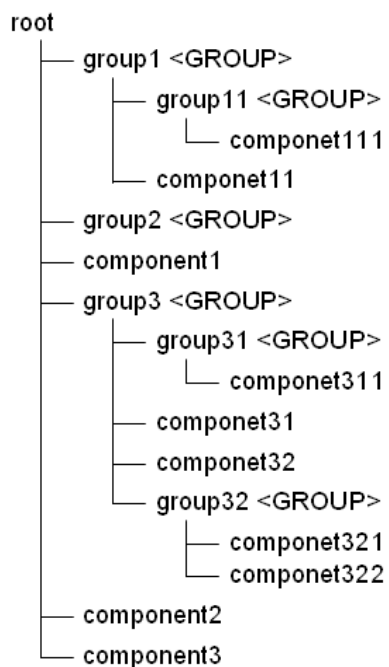 root
group1 <GROUP>
group11 <GROUP>
componet111
componet11
group2 <GROUP>
component1
group3 <GROUP>
group31 <GROUP>
componet311
componet31
componet32
group32 <GROUP>
componet321
componet322
component2
component3